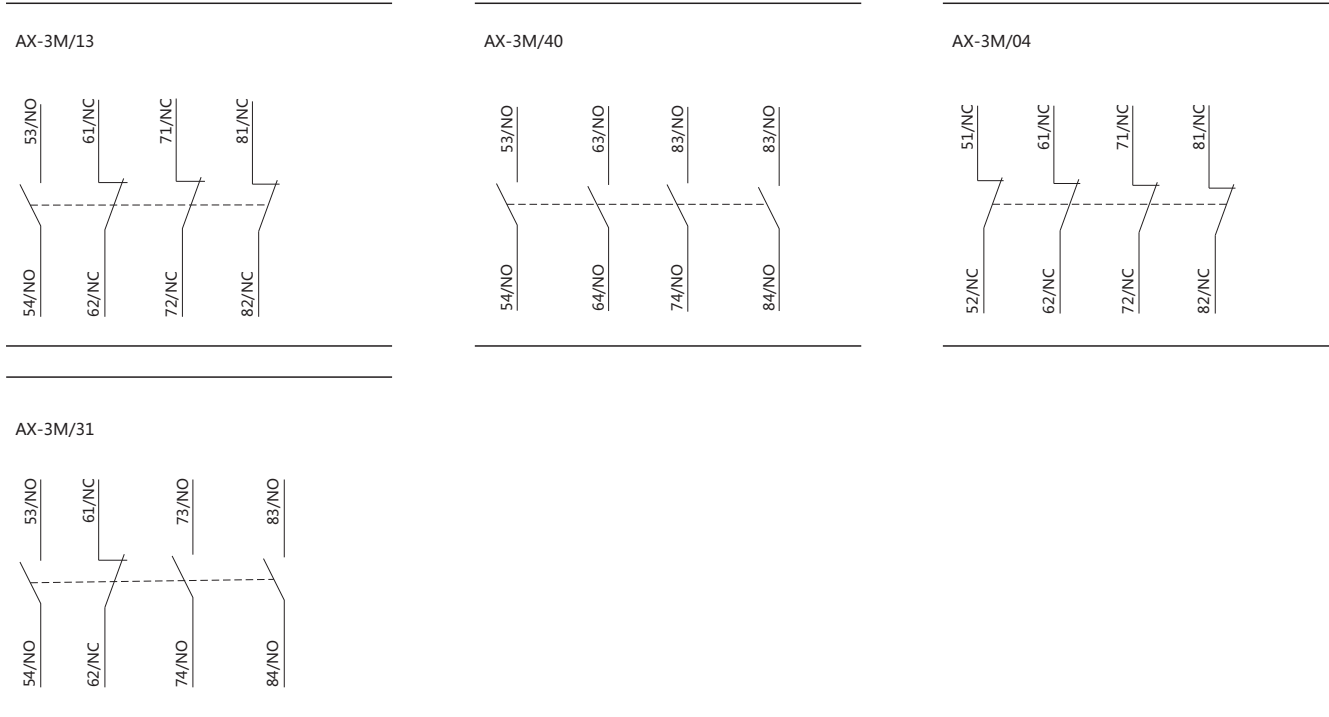 AX-3M/13
53/NO 61/NC 71/NC 81/NC
54/NO 62/NC 72/NC 82/NC
AX-3M/40
53/NO 63/NO 83/NO 83/NO
54/NO 64/NO 74/NO 84/NO
AX-3M/04
51/NC 61/NC 71/NC 81/NC
52/NC 62/NC 72/NC 82/NC
AX-3M/31
53/NO 61/NC 73/NO 83/NO
54/NO 62/NC 74/NO 84/NO